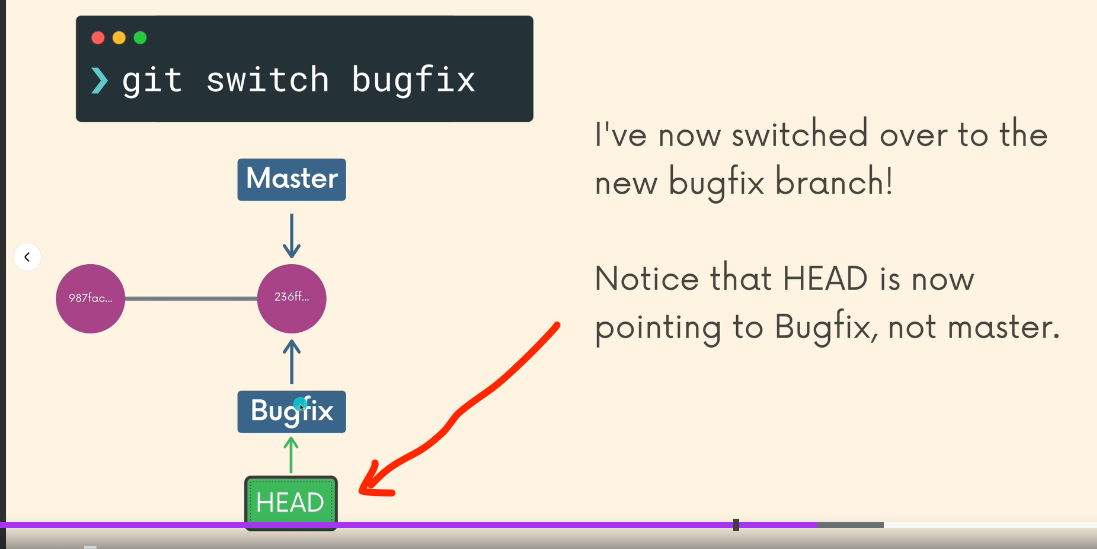 ❯ git switch bugfix
Master
I've now switched over to the
new bugfix branch!
987fac...
236ff...
Notice that HEAD is now
pointing to Bugfix, not master.
Bugfix
HEAD